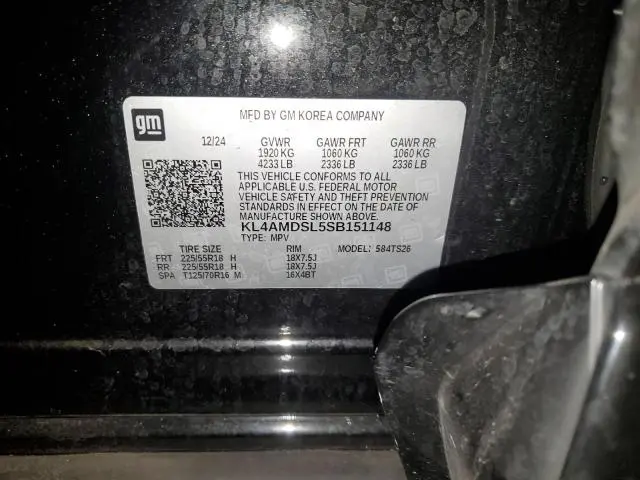 gm
MFD BY GM KOREA COMPANY
12/24 GVWR GAWR FRT GAWR RR
1920 KG 1060 KG 1060 KG
4233 LB 2336 LB 2336 LB
THIS VEHICLE CONFORMS TO ALL
APPLICABLE U.S. FEDERAL MOTOR
VEHICLE SAFETY AND THEFT PREVENTION
STANDARDS IN EFFECT ON THE DATE OF
MANUFACTURE SHOWN ABOVE.
KL4AMDSL5SB151148
TYPE: MPV MODEL: 584TS26
TIRE SIZE RIM
FRT 225/55R18 H 18X7.5J
RR 225/55R18 H 18X7.5J
SPA T125/70R16 M 16X4BT